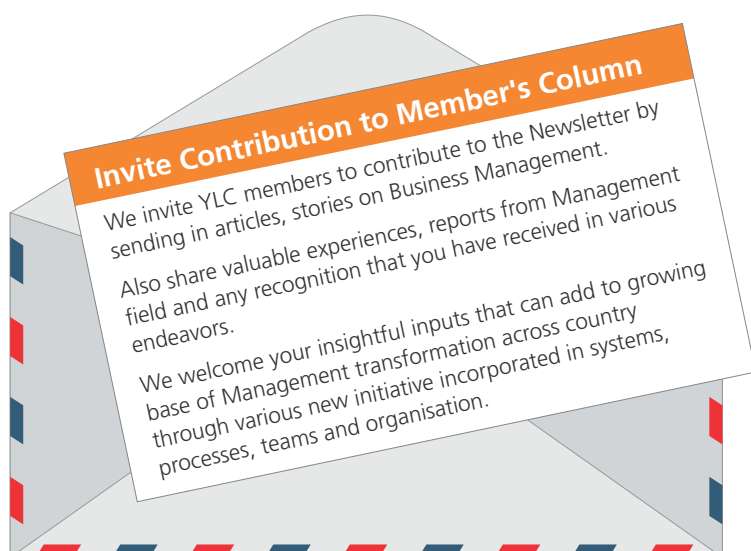 Invite Contribution to Member's Column
We invite YLC members to contribute to the Newsletter by
sending in articles, stories on Business Management.
Also share valuable experiences, reports from Management
field and any recognition that you have received in various
endeavors.
We welcome your insightful inputs that can add to growing
base of Management transformation across country
through various new initiative incorporated in systems,
processes, teams and organisation.